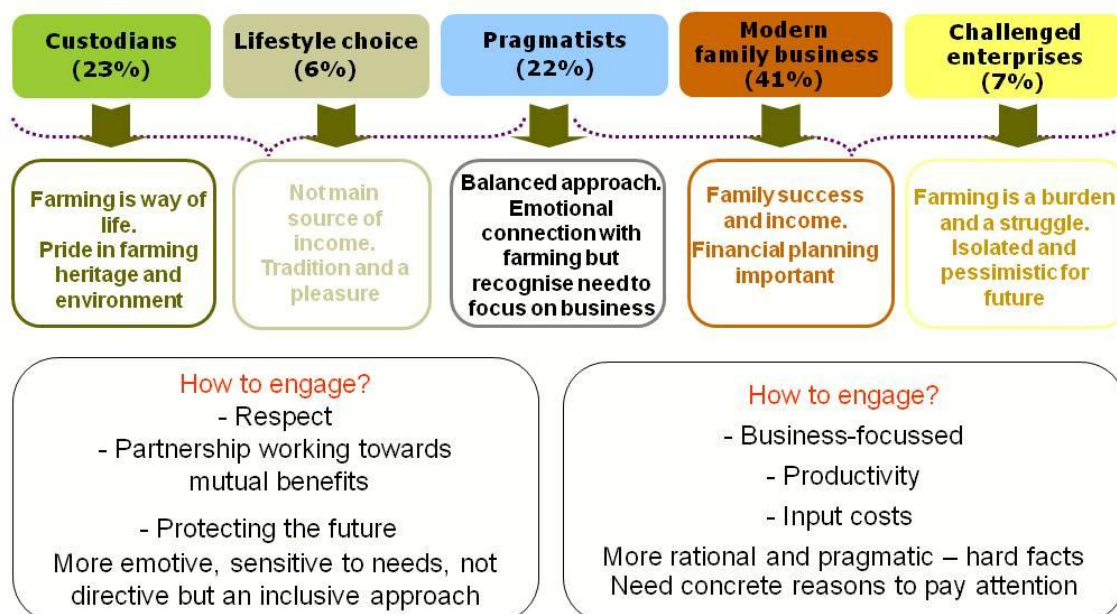 Custodians
(23%)
Lifestyle choice
(6%)
Pragmatists
(22%)
Modern
family business
(41%)
Challenged
enterprises
(7%)
Farming is way of
life.
Pride in farming
heritage and
environment
Not main
source of
income.
Tradition and a
pleasure
Balanced approach.
Emotional
connection with
farming but
recognise need to
focus on business
Family success
and income.
Financial planning
important
Farming is a burden
and a struggle.
Isolated and
pessimistic for
future
How to engage?
- Respect
- Partnership working towards
mutual benefits
- Protecting the future
More emotive, sensitive to needs, not
directive but an inclusive approach
How to engage?
- Business-focussed
- Productivity
- Input costs
More rational and pragmatic – hard facts
Need concrete reasons to pay attention